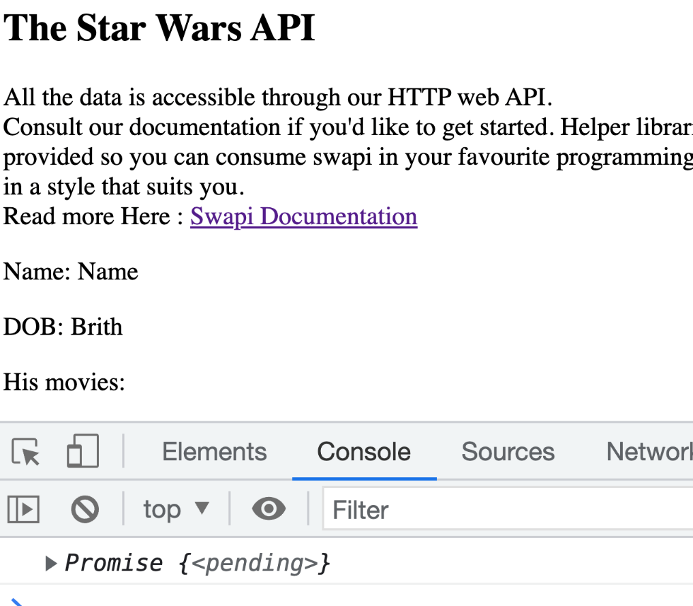 The Star Wars API
All the data is accessible through our HTTP web API.
Consult our documentation if you'd like to get started. Helper librari
provided so you can consume swapi in your favourite programming
in a style that suits you.
Read more Here : Swapi Documentation
Name: Name
DOB: Brith
His movies:
Elements Console Sources Network
top ▼ Filter
▶ Promise {<pending>}